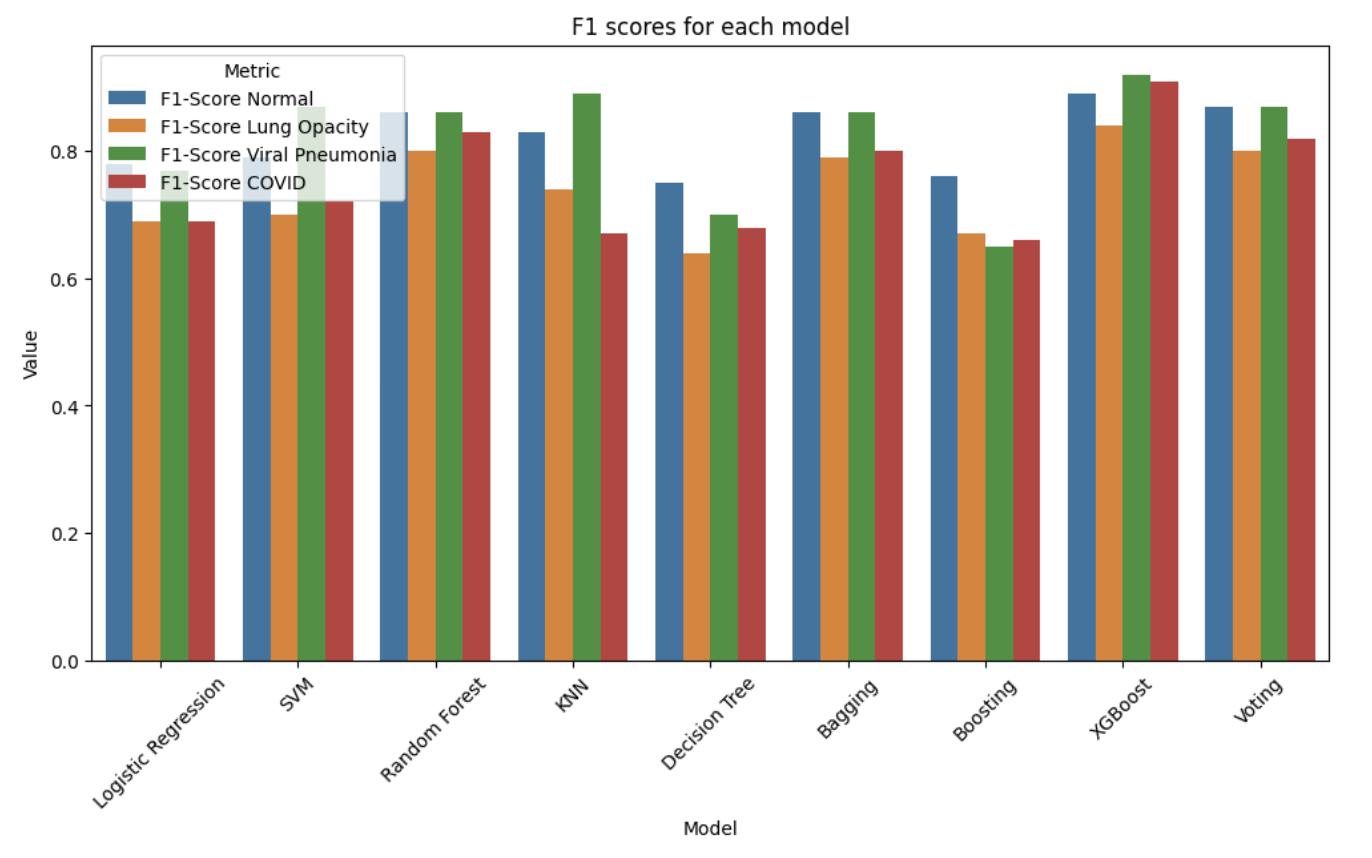 F1 scores for each model
Metric
F1-Score Normal
F1-Score Lung Opacity
F1-Score Viral Pneumonia
F1-Score COVID
Value
0.8
0.6
0.4
0.2
0.0
Logistic Regression
SVM
Random Forest
KNN
Decision Tree
Bagging
Boosting
XGBoost
Voting
Model